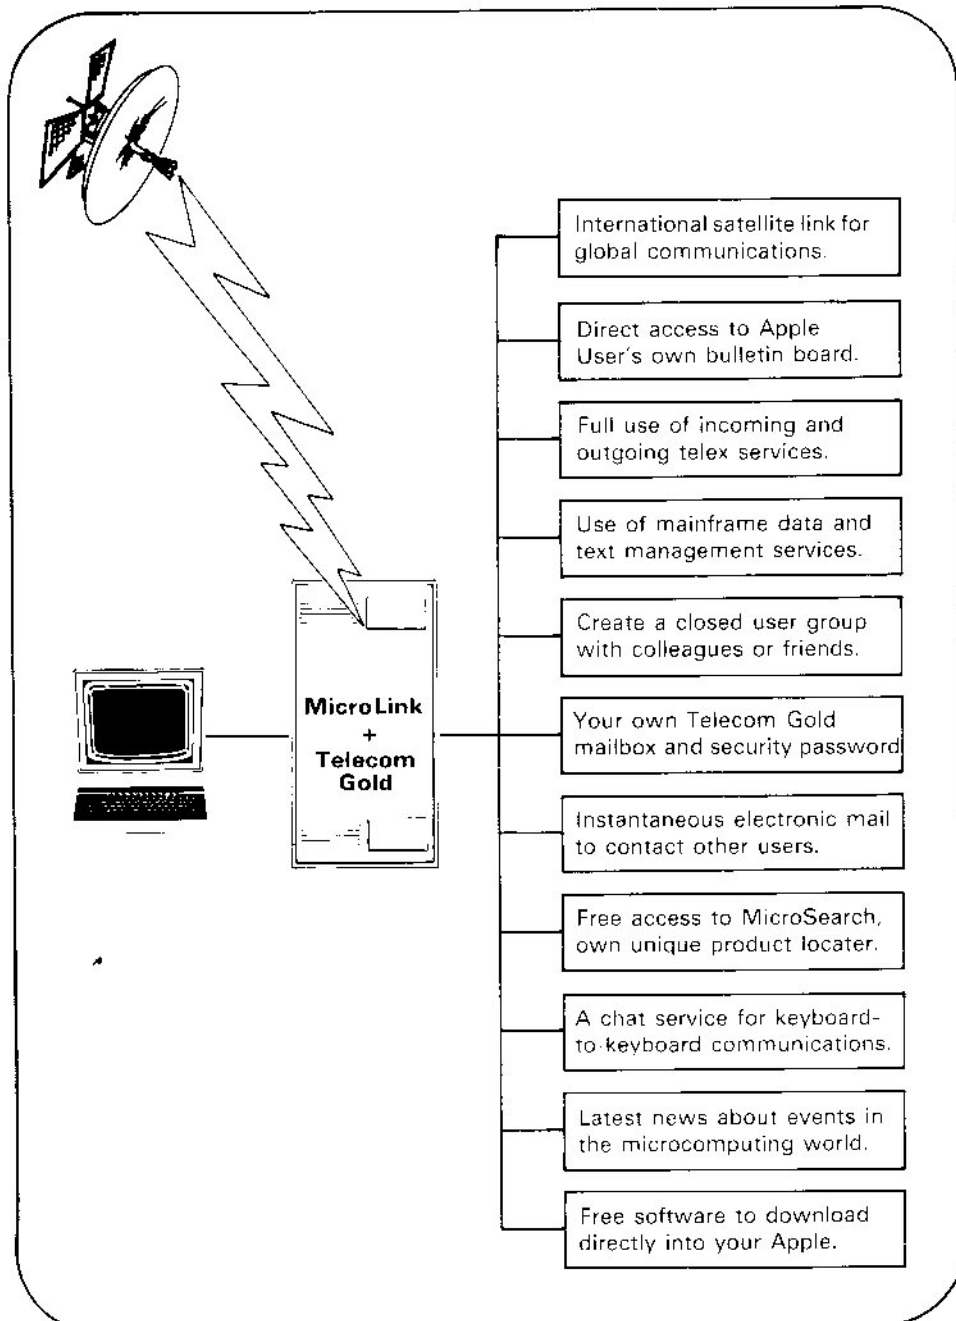 International satellite link for
global communications.
Direct access to Apple
User's own bulletin board.
Full use of incoming and
outgoing telex services.
Use of mainframe data and
text management services.
Create a closed user group
with colleagues or friends.
MicroLink
+
Telecom
Gold
Your own Telecom Gold
mailbox and security password
Instantaneous electronic mail
to contact other users.
Free access to MicroSearch,
own unique product locater.
A chat service for keyboard-
to-keyboard communications.
Latest news about events in
the microcomputing world.
Free software to download
directly into your Apple.